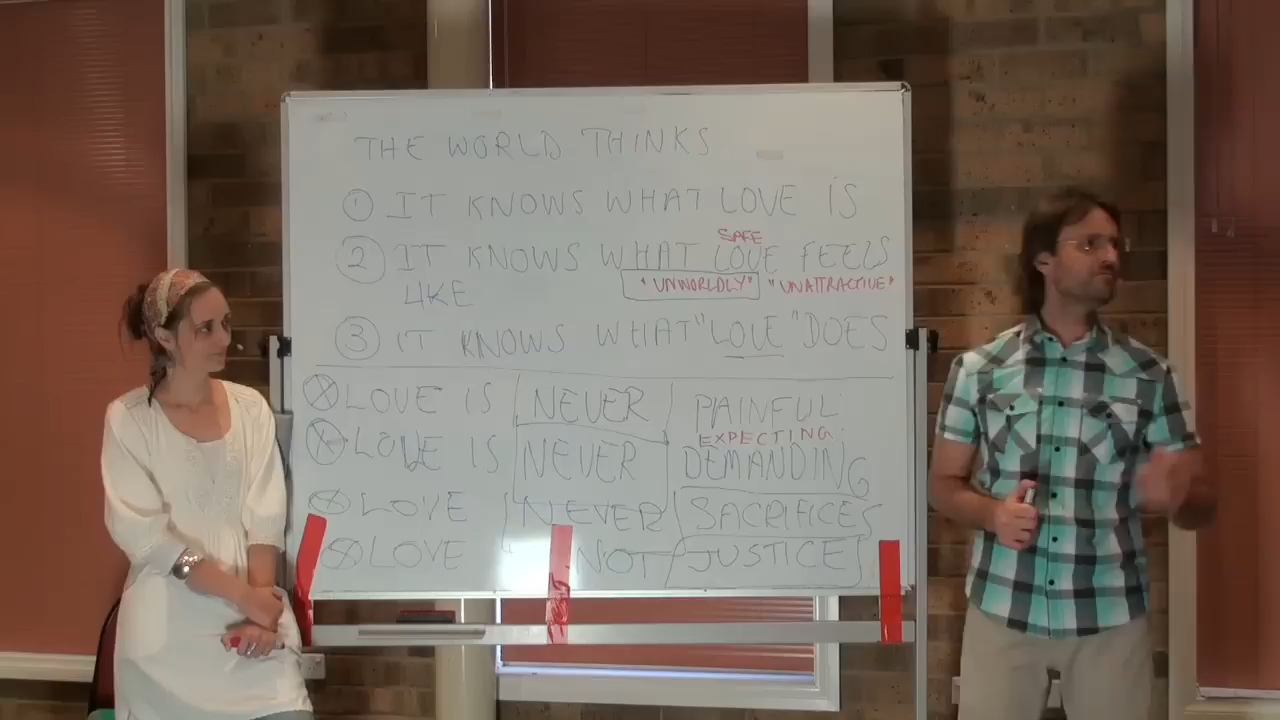 THE WORLD THINKS
① IT KNOWS WHAT LOVE IS
SAFE
② IT KNOWS WHAT LOVE FEELS
LIKE "UNWORLDLY" "UNATTRACTIVE"
③ IT KNOWS WHAT "LOVE" DOES
LOVE IS NEVER PAINFUL
EXPECTING
LOVE IS NEVER DEMANDING
LOVE NEVER SACRIFICES
LOVE NOT JUSTICE